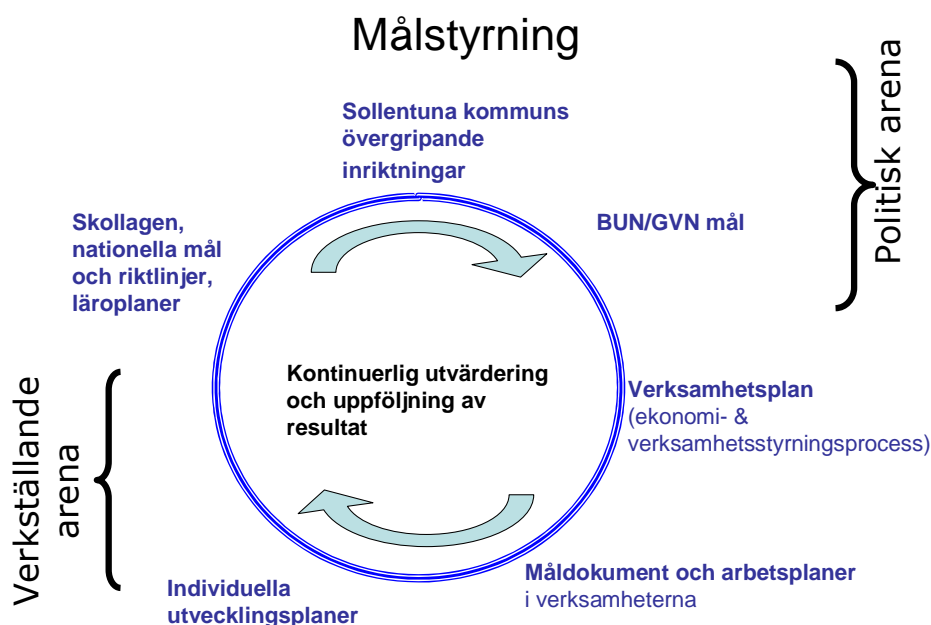 Målstyrning
Sollentuna kommuns
övergripande
inriktningar
Politisk arena
BUN/GVN mål
Skollagen,
nationella mål
och riktlinjer,
läroplaner
Kontinuerlig utvärdering
och uppföljning av
resultat
Verksamhetsplan
(ekonomi- &
verksamhetsstyrningsprocess)
Verkställande
arena
Måldokument och arbetsplaner
i verksamheterna
Individuella
utvecklingsplaner